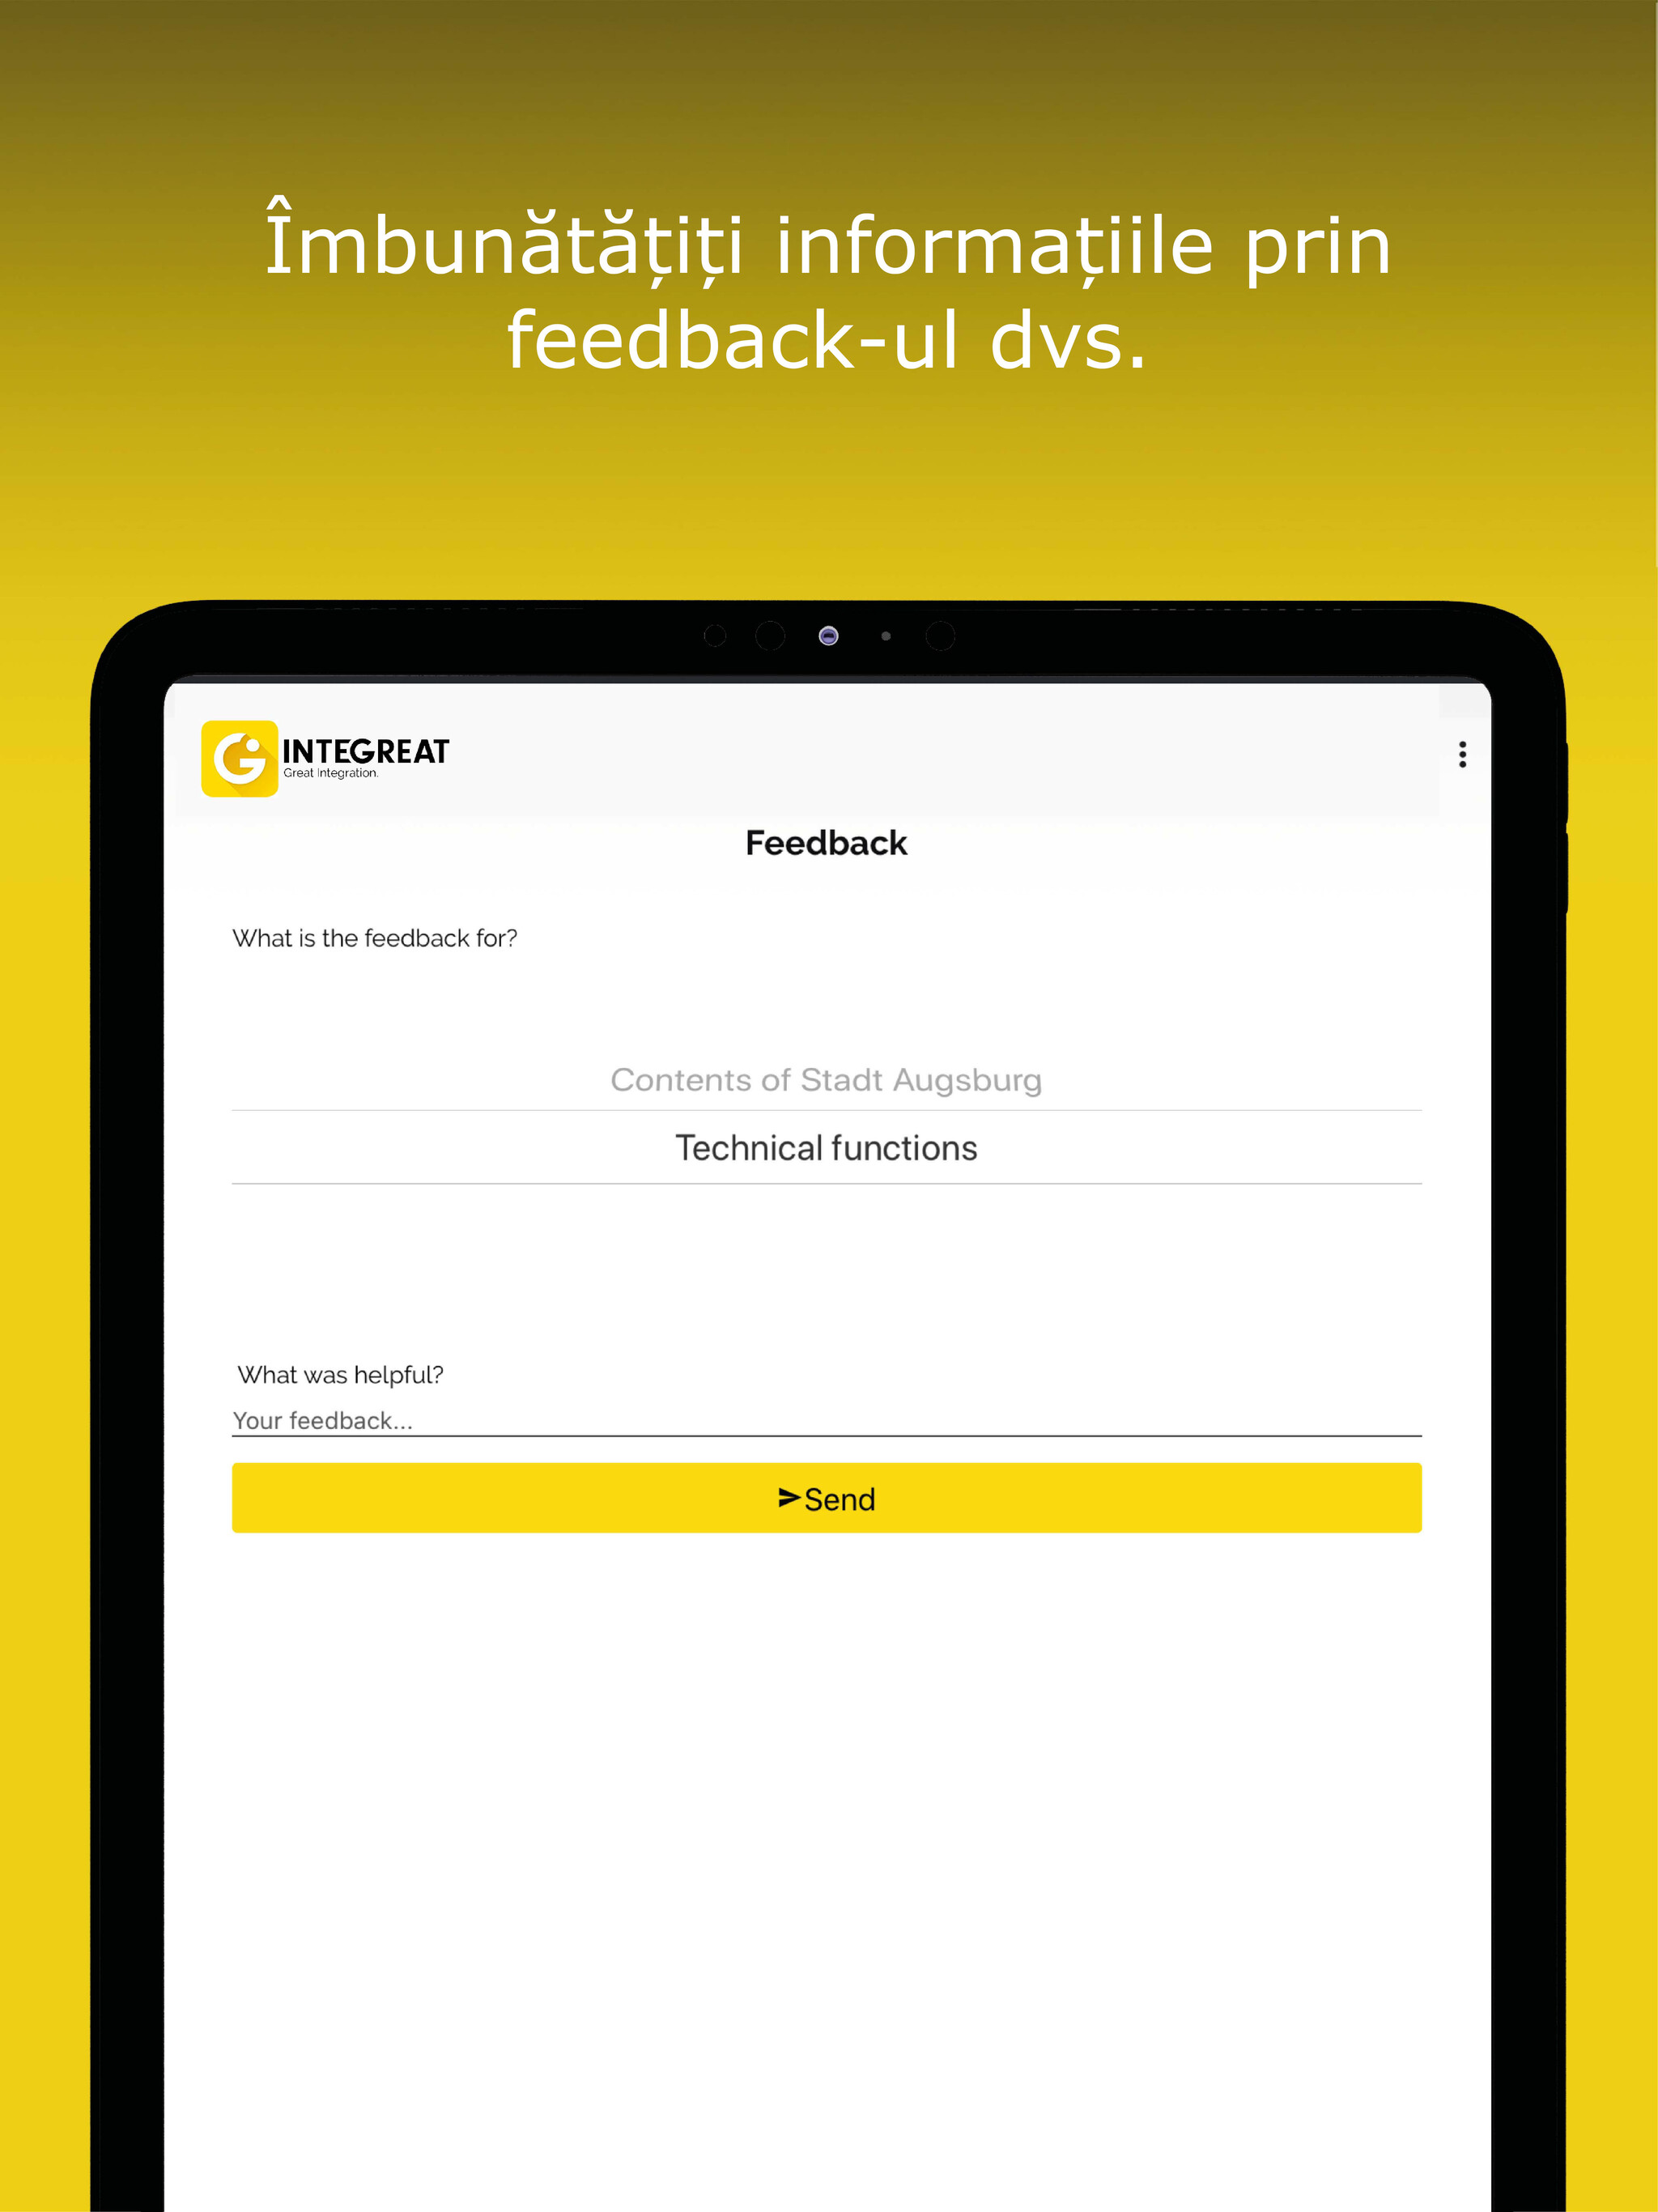 Îmbunătățiți informațiile prin
feedback-ul dvs.
INTEGREAT
Great Integration.
Feedback
What is the feedback for?
Contents of Stadt Augsburg
Technical functions
What was helpful?
Your feedback...
Send